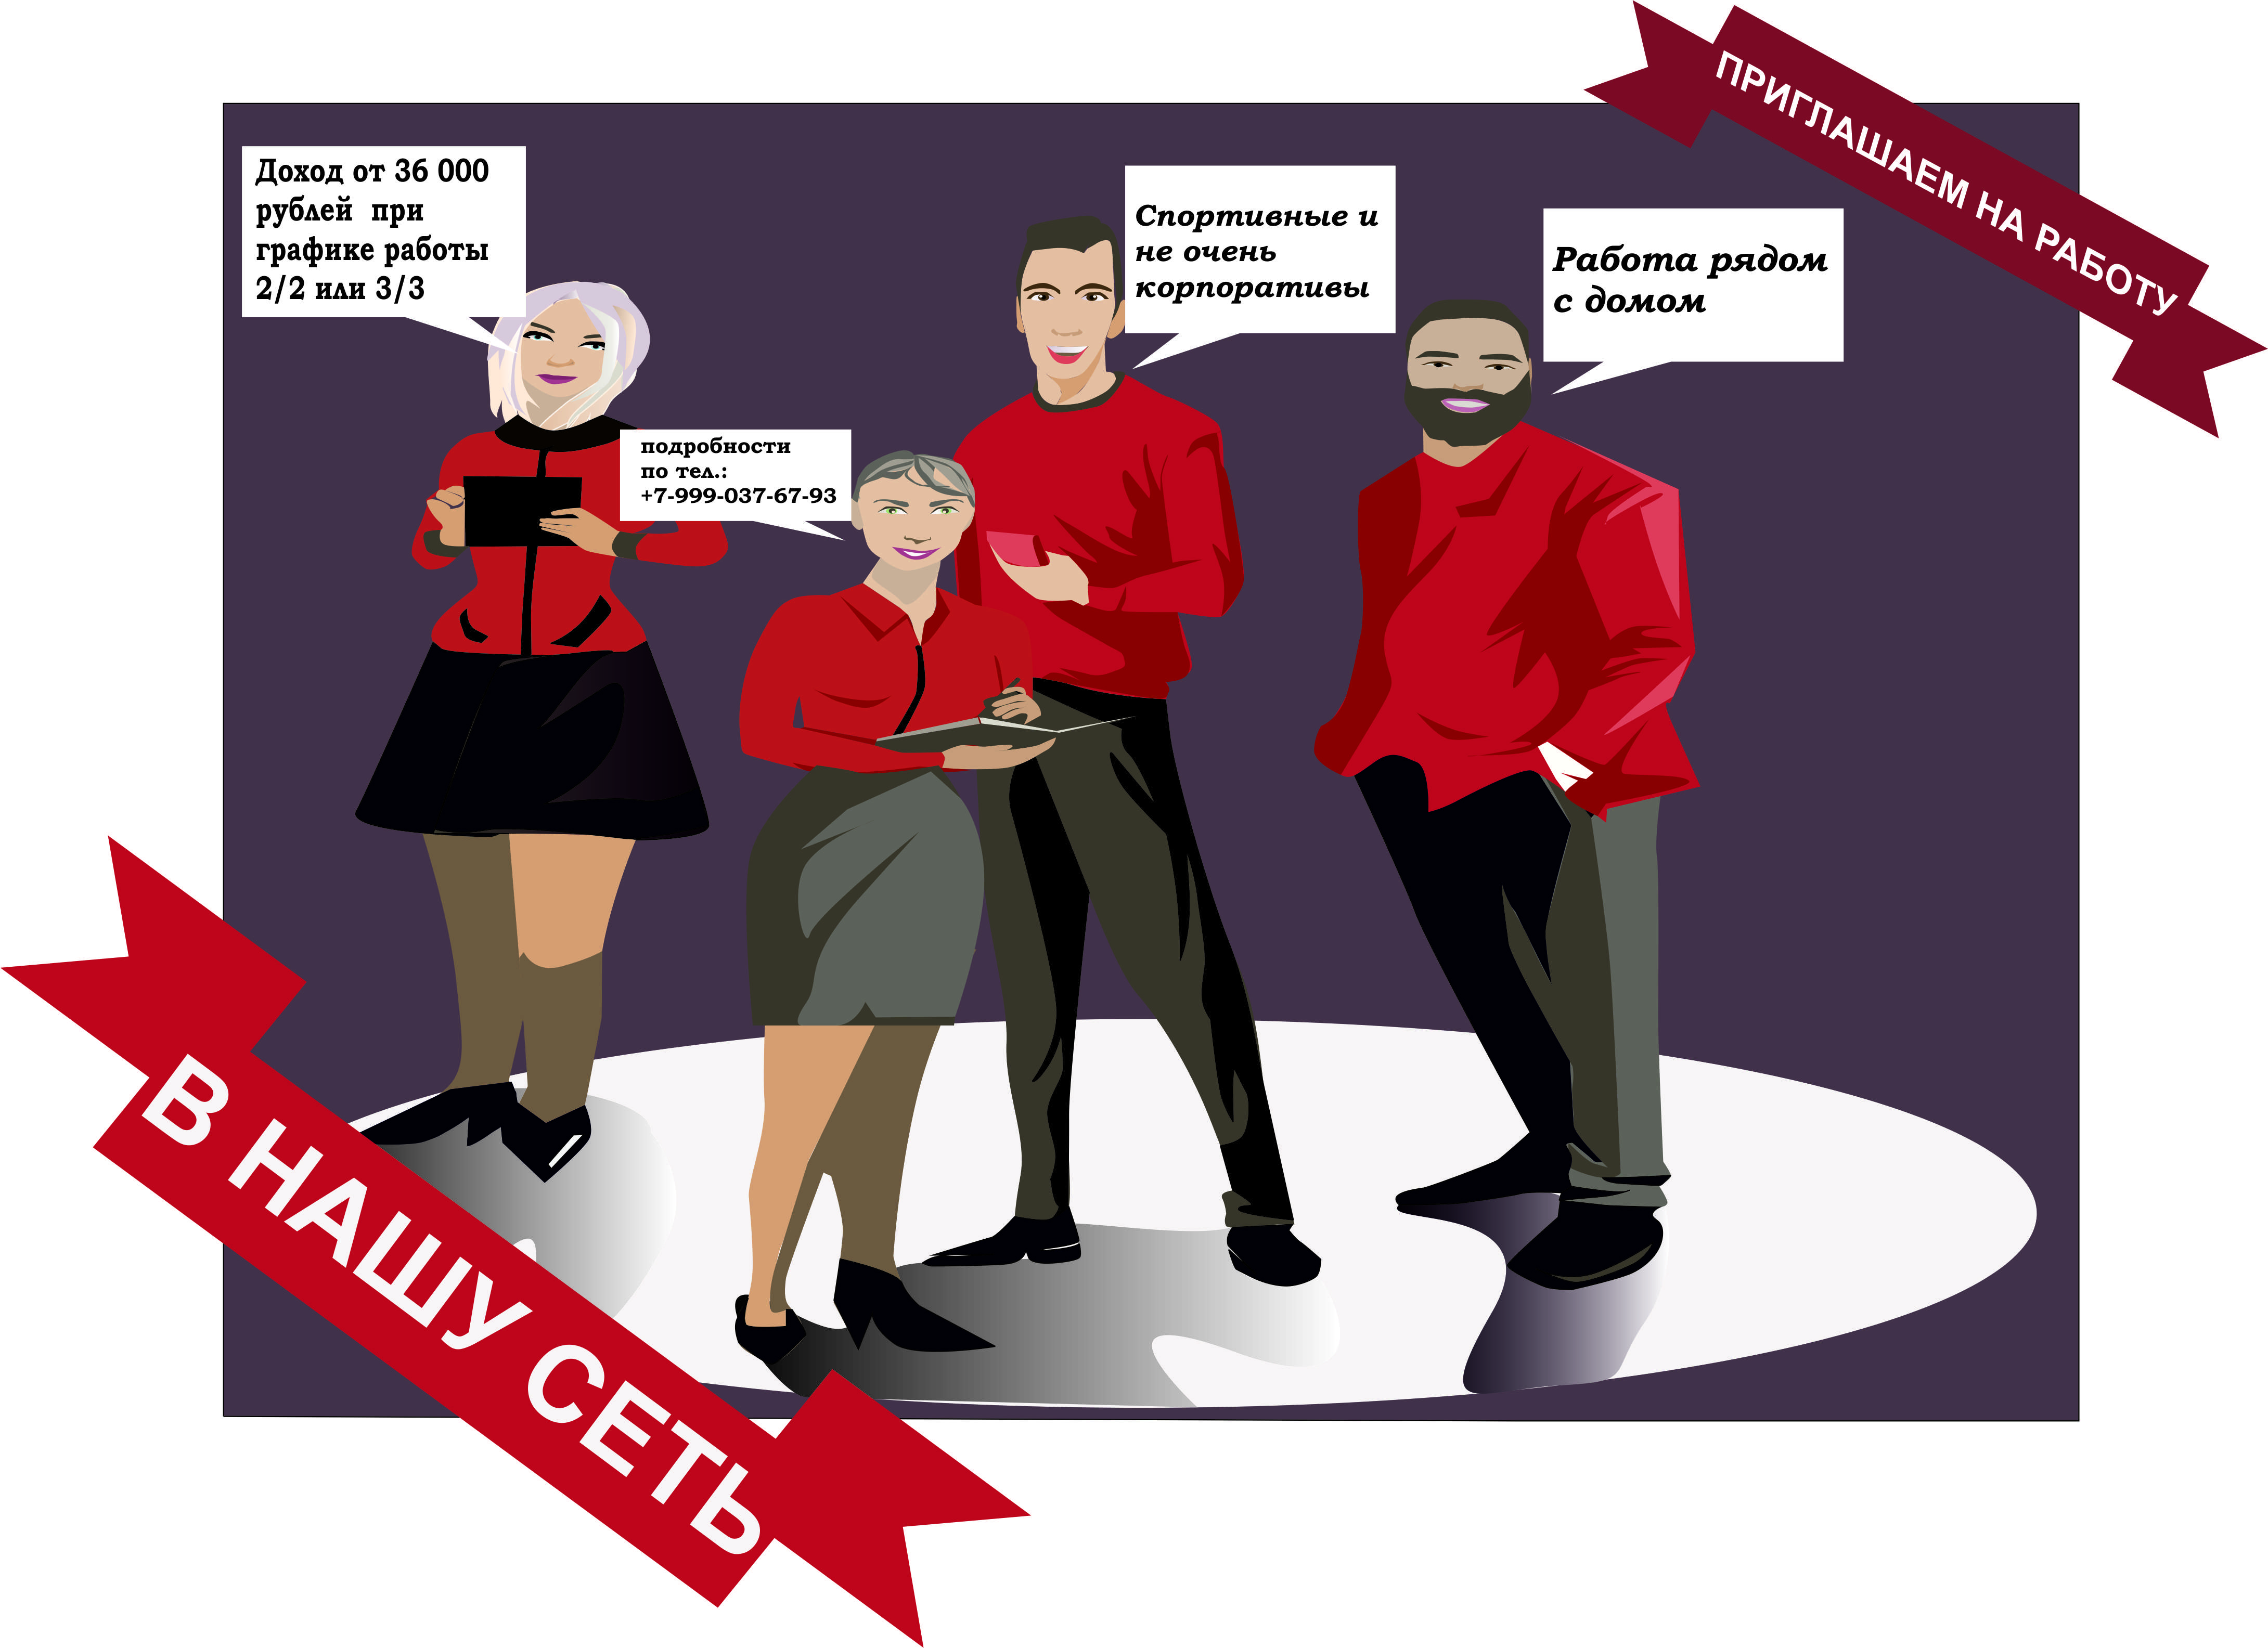 ПРИГЛАШАЕМ НА РАБОТУ
Доход от 36 000
рублей при
графике работы
2/2 или 3/3
Спортивные и
не очень
корпоративы
Работа рядом
с домом
подробности
по тел.:
+7-999-037-67-93
В НАШУ СЕТЬ